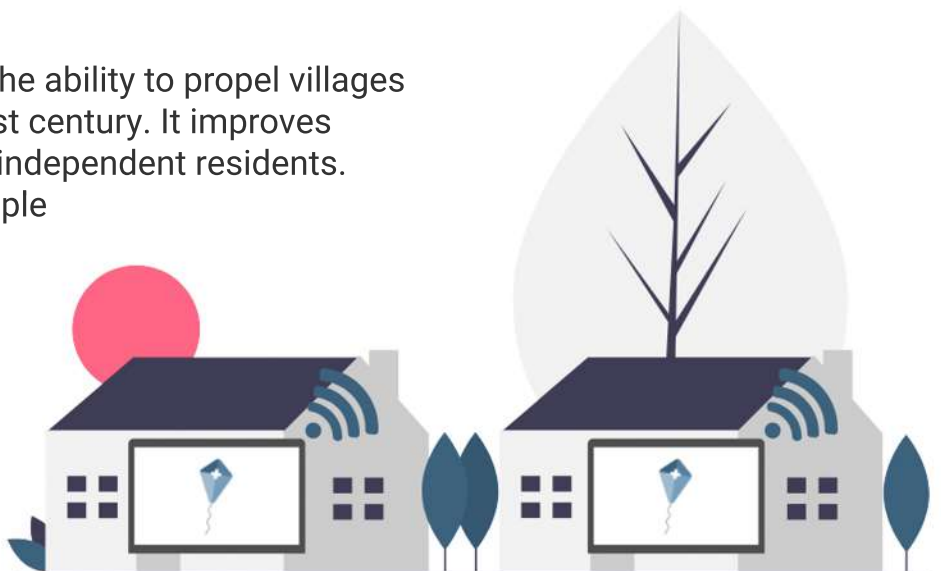 he ability to propel villages
st century. It improves
independent residents.
ple